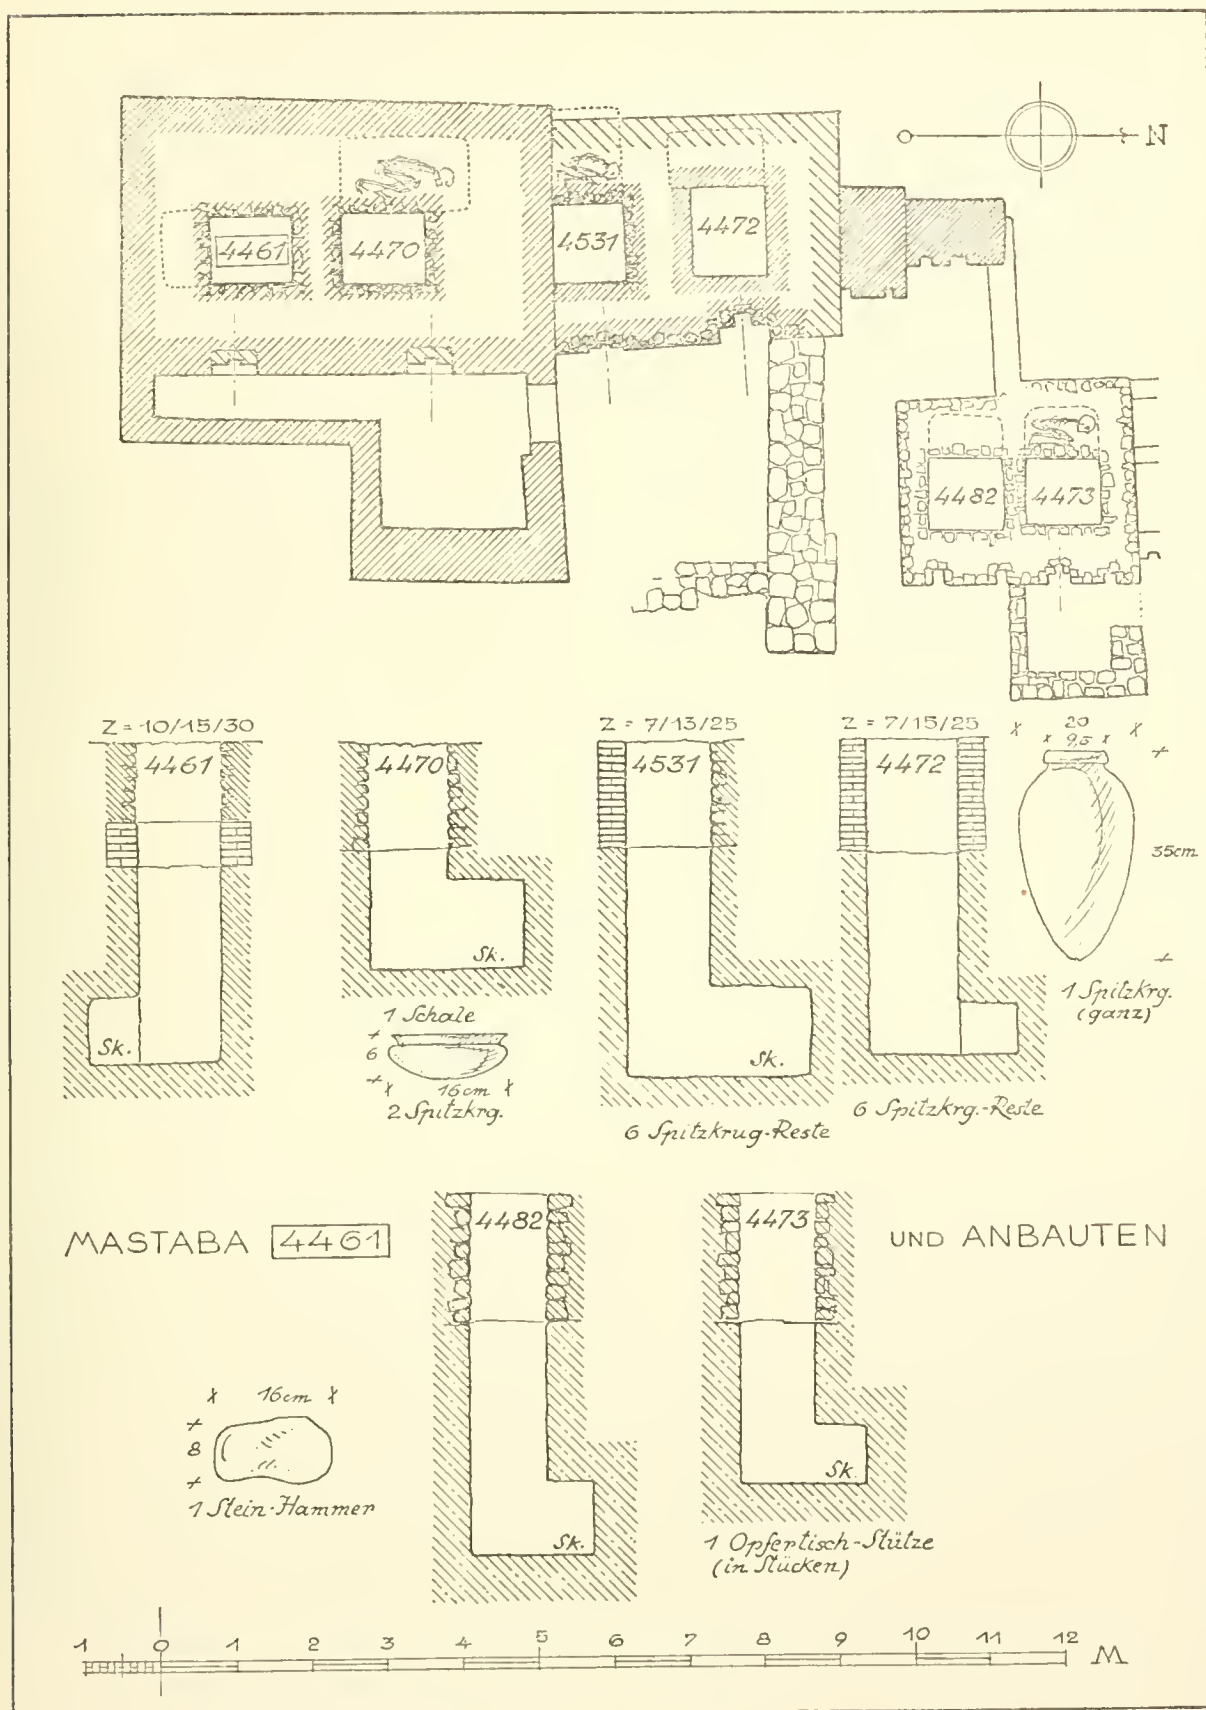 N
4461
4470
4531
4472
4482
4473
Z = 10/15/30
4461
Sk.
4470
Sk.
1 Schale
6
16cm
2 Spitzkrg.
Z = 7/13/25
4531
Sk.
6 Spitzkrug-Reste
Z = 7/15/25
4472
6 Spitzkrg.-Reste
20
9,5
35cm
1 Spitzkrg.
(ganz)
MASTABA 4461
UND ANBAUTEN
4482
Sk.
4473
Sk.
16cm
8
1 Stein-Hammer
1 Opfertisch-Stütze
(in Stücken)
1 0 1 2 3 4 5 6 7 8 9 10 11 12 M